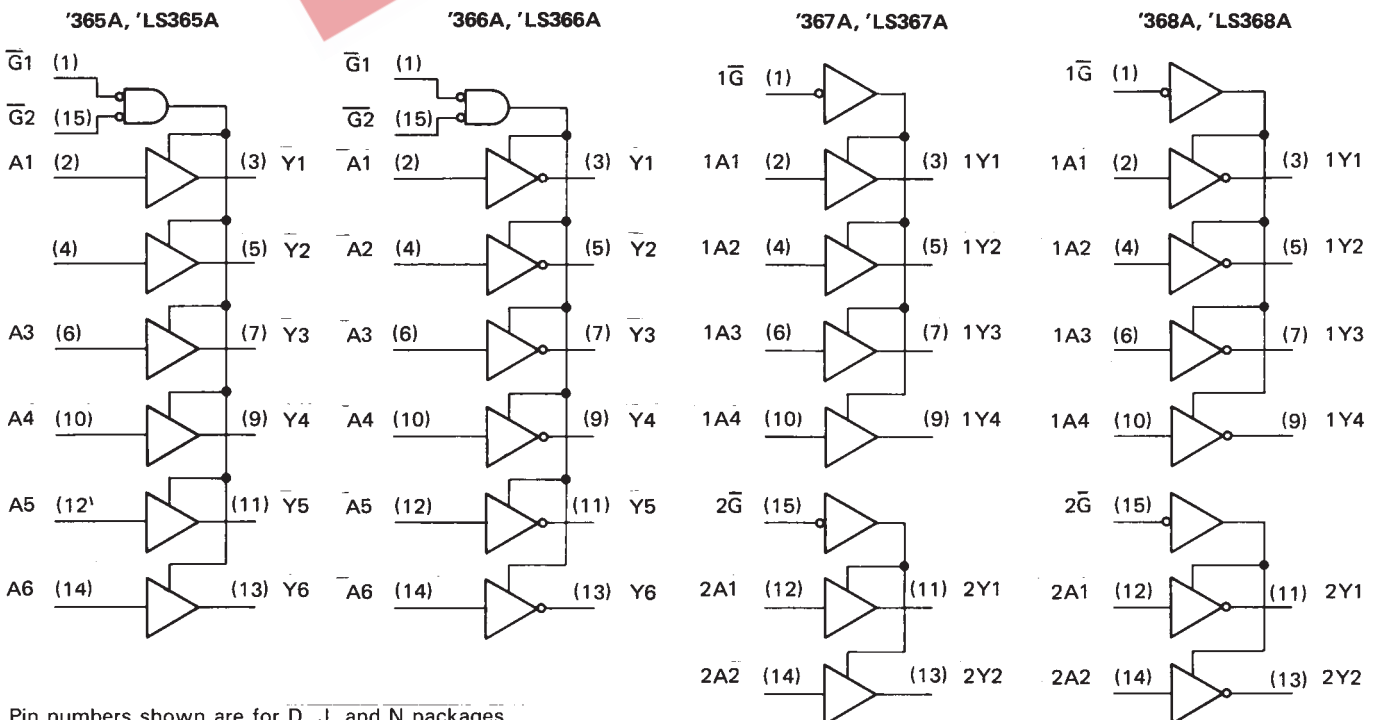 '365A, 'LS365A
'366A, 'LS366A
'367A, 'LS367A
'368A, 'LS368A
G̅1 (1)
G̅2 (15)
A1 (2) (3) Y1
(4) (5) Y2
A3 (6) (7) Y3
A4 (10) (9) Y4
A5 (12) (11) Y5
A6 (14) (13) Y6
G̅1 (1)
G̅2 (15)
A1 (2) (3) Y1
A2 (4) (5) Y2
A3 (6) (7) Y3
A4 (10) (9) Y4
A5 (12) (11) Y5
A6 (14) (13) Y6
1G̅ (1)
1A1 (2) (3) 1Y1
1A2 (4) (5) 1Y2
1A3 (6) (7) 1Y3
1A4 (10) (9) 1Y4
2G̅ (15)
2A1 (12) (11) 2Y1
2A2 (14) (13) 2Y2
1G̅ (1)
1A1 (2) (3) 1Y1
1A2 (4) (5) 1Y2
1A3 (6) (7) 1Y3
1A4 (10) (9) 1Y4
2G̅ (15)
2A1 (12) (11) 2Y1
2A2 (14) (13) 2Y2
Pin numbers shown are for D, J, and N packages